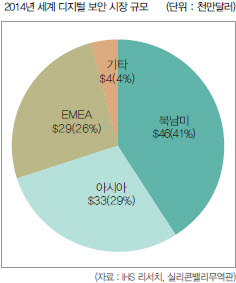 2014년 세계 디지털 보안 시장 규모 (단위 : 천만달러)
기타
$4(4%)
북남미
$46(41%)
EMEA
$29(26%)
아시아
$33(29%)
(자료 : IHS 리서치, 실리콘밸리무역관)